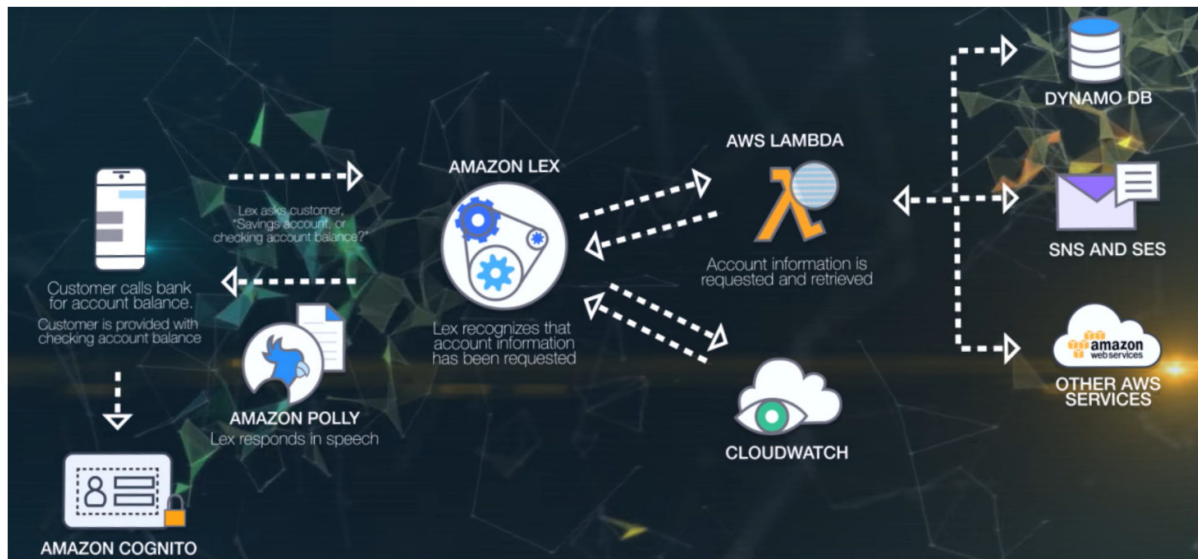 Customer calls bank
for account balance.
Customer is provided with
checking account balance
AMAZON COGNITO
Lex asks customer,
"Savings account, or
checking account balance?"
AMAZON POLLY
Lex responds in speech
AMAZON LEX
Lex recognizes that
account information
has been requested
AWS LAMBDA
Account information is
requested and retrieved
CLOUDWATCH
DYNAMO DB
SNS AND SES
amazon
webservices
OTHER AWS
SERVICES